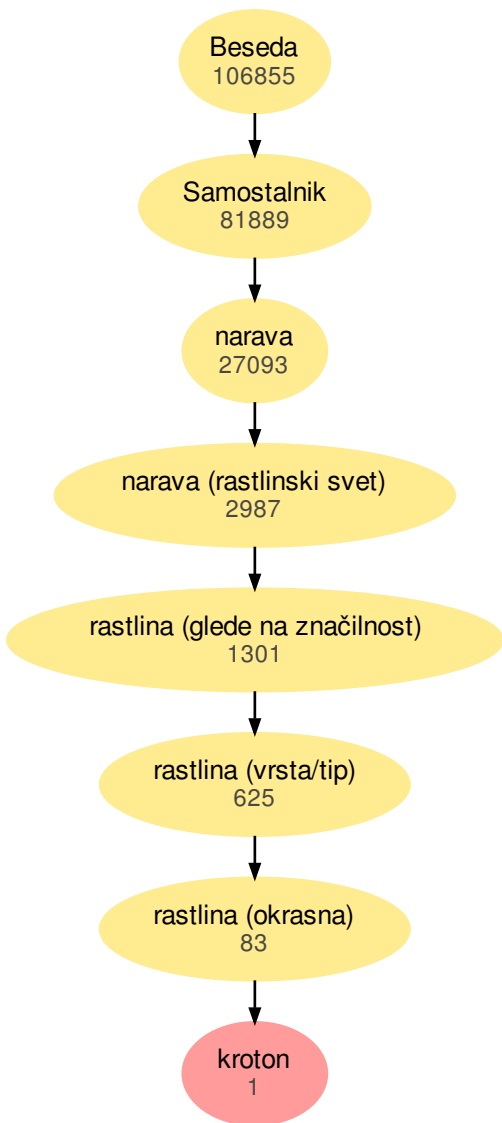 Beseda
106855
Samostalnik
81889
narava
27093
narava (rastlinski svet)
2987
rastlina (glede na značilnost)
1301
rastlina (vrsta/tip)
625
rastlina (okrasna)
83
kroton
1